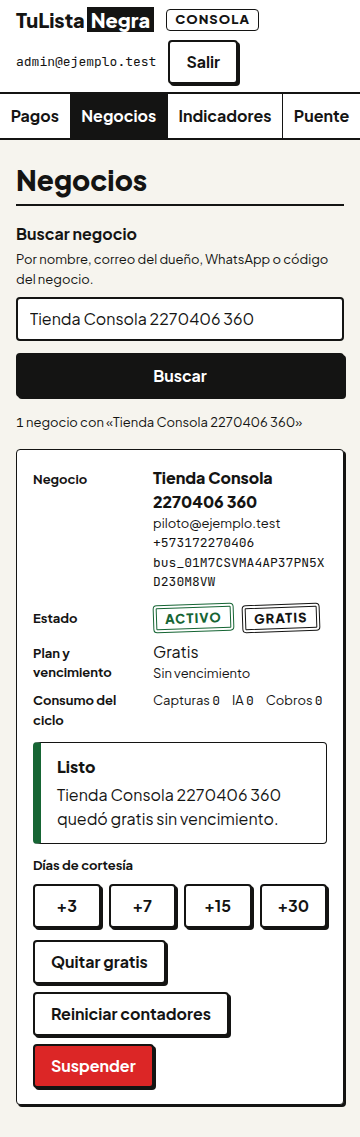 TuLista Negra CONSOLA
admin@ejemplo.test Salir
Pagos Negocios Indicadores Puente
Negocios
Buscar negocio
Por nombre, correo del dueño, WhatsApp o código
del negocio.
Tienda Consola 2270406 360
Buscar
1 negocio con «Tienda Consola 2270406 360»
Negocio Tienda Consola
2270406 360
piloto@ejemplo.test
+573172270406
bus_01M7CSVMA4AP37PN5X
D230M8VW
Estado ACTIVO GRATIS
Plan y Gratis
vencimiento Sin vencimiento
Consumo del Capturas 0 IA 0 Cobros 0
ciclo
Listo
Tienda Consola 2270406 360
quedó gratis sin vencimiento.
Días de cortesía
+3 +7 +15 +30
Quitar gratis
Reiniciar contadores
Suspender